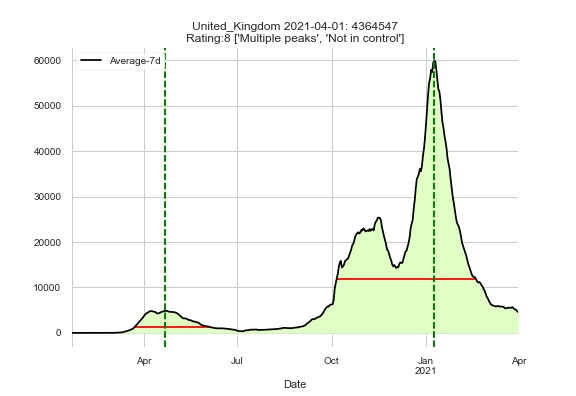 United_Kingdom 2021-04-01: 4364547
Rating:8 ['Multiple peaks', 'Not in control']
Average-7d
60000
50000
40000
30000
20000
10000
0
Apr Jul Oct Jan Apr
2021
Date